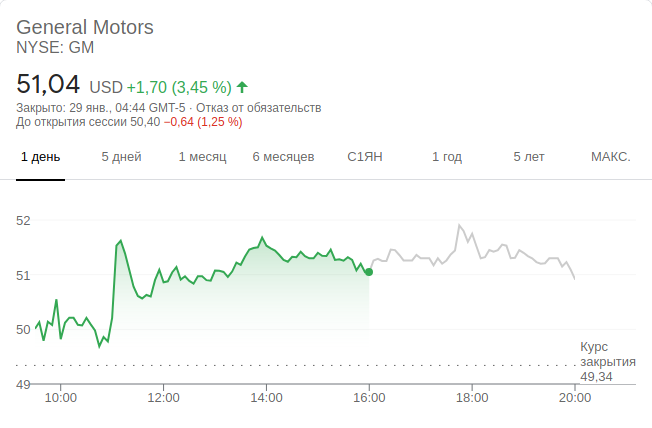 General Motors
NYSE: GM
51,04 USD +1,70 (3,45 %)
Закрыто: 29 янв., 04:44 GMT-5 · Отказ от обязательств
До открытия сессии 50,40 −0,64 (1,25 %)
1 день 5 дней 1 месяц 6 месяцев С1ЯН 1 год 5 лет МАКС.
52
51
50
49
Курс
закрытия
49,34
10:00 12:00 14:00 16:00 18:00 20:00